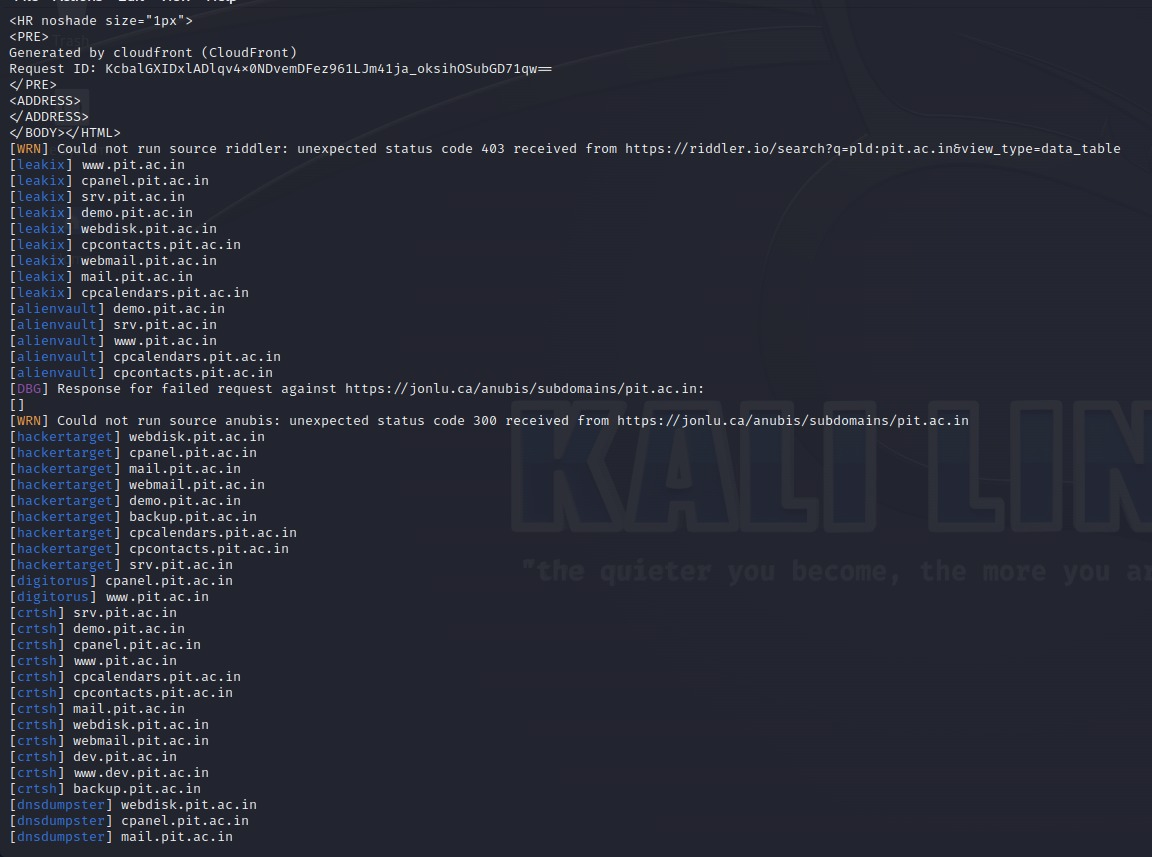 <HR noshade size="1px">
<PRE>
Generated by cloudfront (CloudFront)
Request ID: KcbalGXIDxlADlqv4×0NDvemDFez961LJm41ja_oksihOSubGD71qw==
</PRE>
<ADDRESS>
</ADDRESS>
</BODY></HTML>
[WRN] Could not run source riddler: unexpected status code 403 received from https://riddler.io/search?q=pld:pit.ac.in&view_type=data_table
[leakix] www.pit.ac.in
[leakix] cpanel.pit.ac.in
[leakix] srv.pit.ac.in
[leakix] demo.pit.ac.in
[leakix] webdisk.pit.ac.in
[leakix] cpcontacts.pit.ac.in
[leakix] webmail.pit.ac.in
[leakix] mail.pit.ac.in
[leakix] cpcalendars.pit.ac.in
[alienvault] demo.pit.ac.in
[alienvault] srv.pit.ac.in
[alienvault] www.pit.ac.in
[alienvault] cpcalendars.pit.ac.in
[alienvault] cpcontacts.pit.ac.in
[DBG] Response for failed request against https://jonlu.ca/anubis/subdomains/pit.ac.in:
[]
[WRN] Could not run source anubis: unexpected status code 300 received from https://jonlu.ca/anubis/subdomains/pit.ac.in
[hackertarget] webdisk.pit.ac.in
[hackertarget] cpanel.pit.ac.in
[hackertarget] mail.pit.ac.in
[hackertarget] webmail.pit.ac.in
[hackertarget] demo.pit.ac.in
[hackertarget] backup.pit.ac.in
[hackertarget] cpcalendars.pit.ac.in
[hackertarget] cpcontacts.pit.ac.in
[hackertarget] srv.pit.ac.in
[digitorus] cpanel.pit.ac.in
[digitorus] www.pit.ac.in
[crtsh] srv.pit.ac.in
[crtsh] demo.pit.ac.in
[crtsh] cpanel.pit.ac.in
[crtsh] www.pit.ac.in
[crtsh] cpcalendars.pit.ac.in
[crtsh] cpcontacts.pit.ac.in
[crtsh] mail.pit.ac.in
[crtsh] webdisk.pit.ac.in
[crtsh] webmail.pit.ac.in
[crtsh] dev.pit.ac.in
[crtsh] www.dev.pit.ac.in
[crtsh] backup.pit.ac.in
[dnsdumpster] webdisk.pit.ac.in
[dnsdumpster] cpanel.pit.ac.in
[dnsdumpster] mail.pit.ac.in
KALI LIN
"the quieter you become, the more you ar